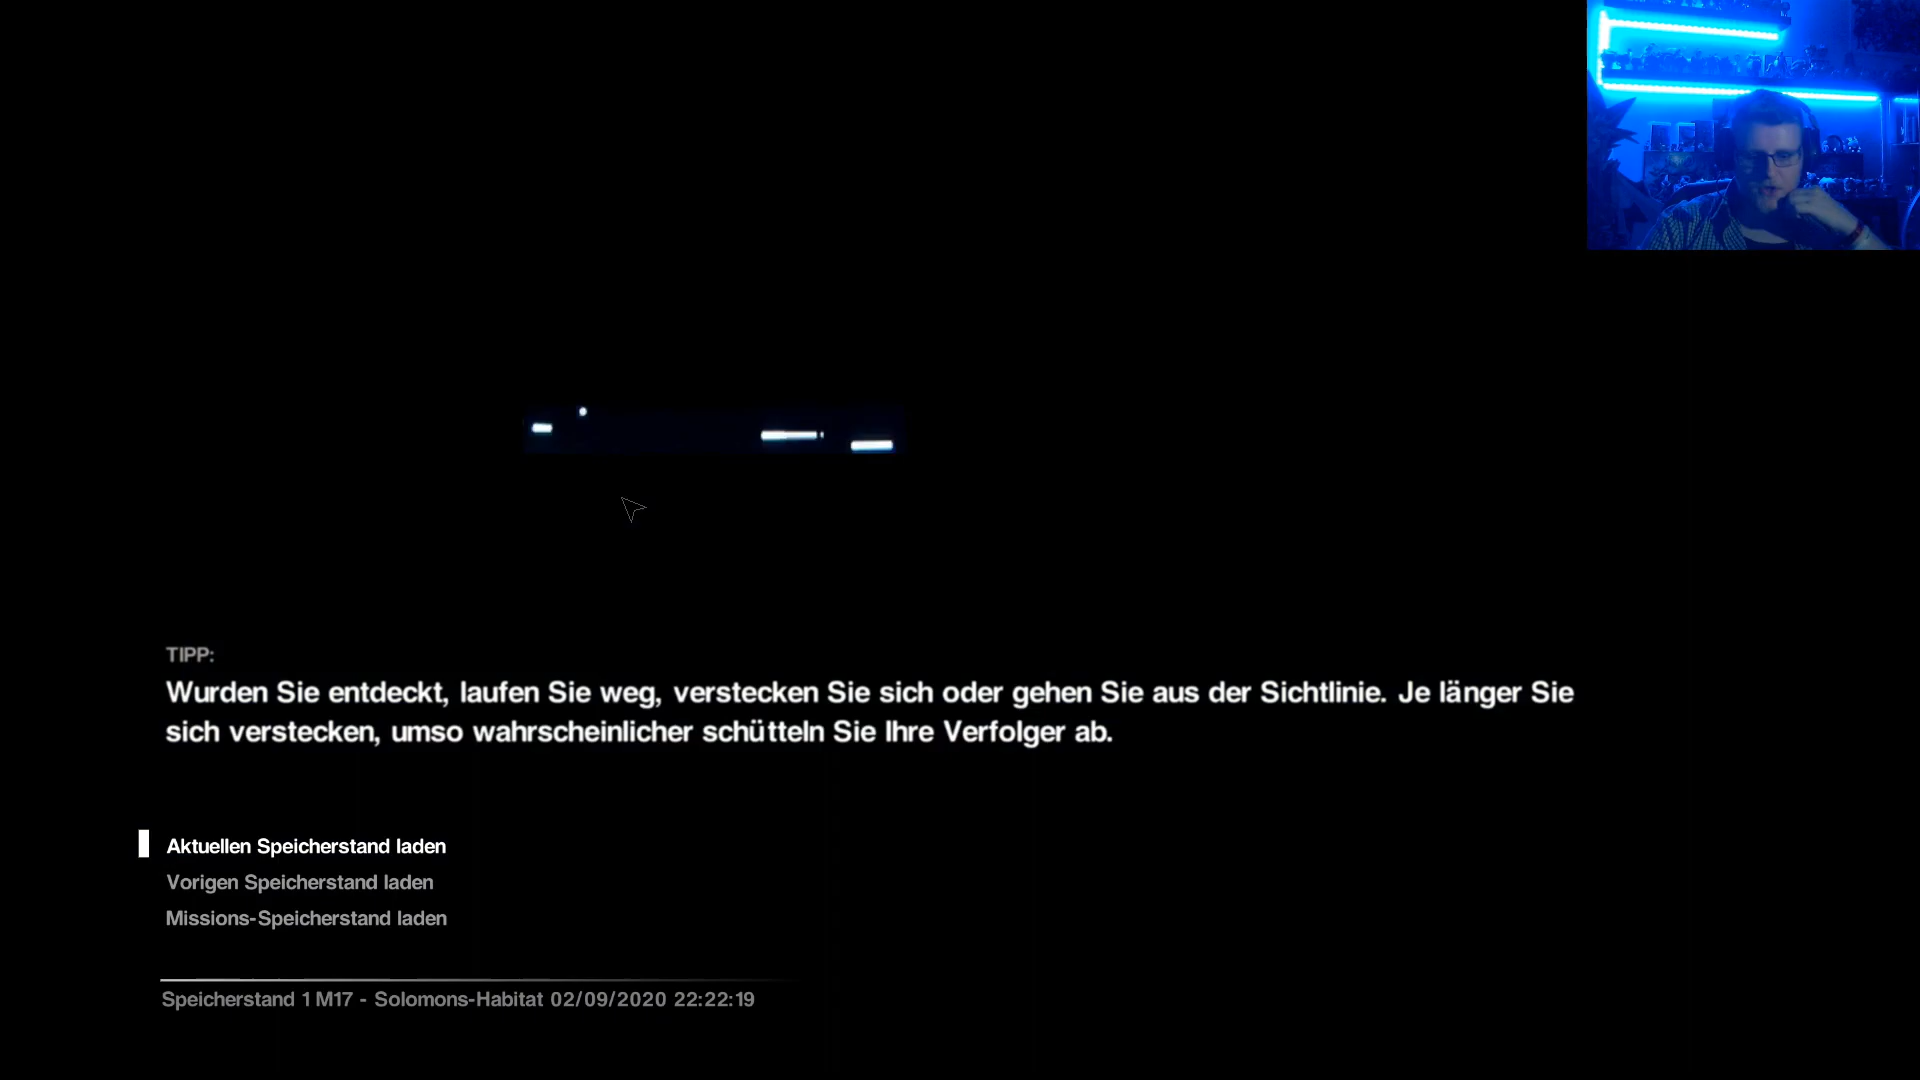 TIPP:
Wurden Sie entdeckt, laufen Sie weg, verstecken Sie sich oder gehen Sie aus der Sichtlinie. Je länger Sie
sich verstecken, umso wahrscheinlicher schütteln Sie Ihre Verfolger ab.
Aktuellen Speicherstand laden
Vorigen Speicherstand laden
Missions-Speicherstand laden
Speicherstand 1 M17 - Solomons-Habitat 02/09/2020 22:22:19